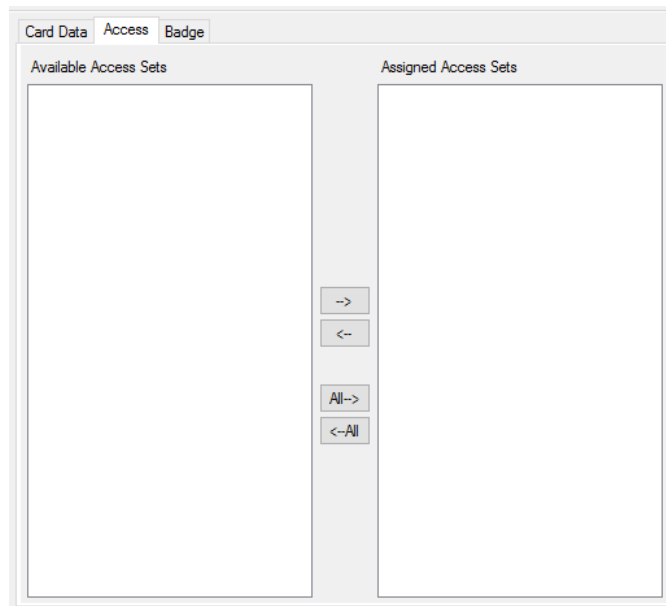 Card Data Access Badge
Available Access Sets Assigned Access Sets
-->
<--
All-->
<--All